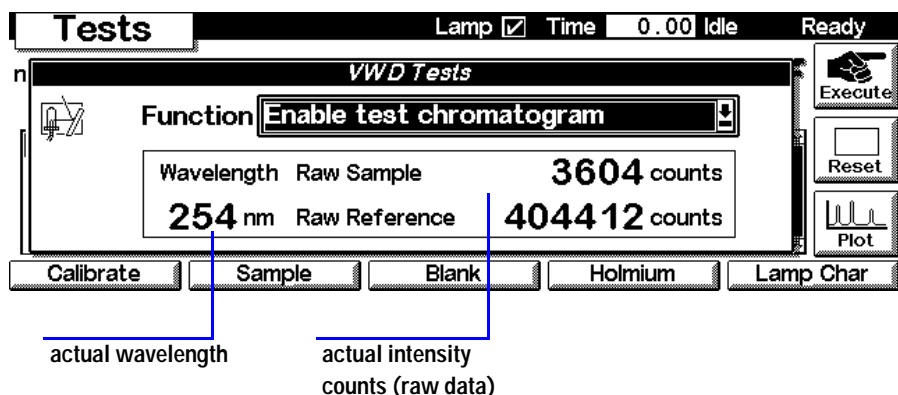 Tests Lamp Time 0.00 Idle Ready
n
VWD Tests
Execute
Function Enable test chromatogram
Reset
Wavelength Raw Sample 3604 counts
254 nm Raw Reference 404412 counts
Plot
Calibrate Sample Blank Holmium Lamp Char
actual wavelength
actual intensity
counts (raw data)